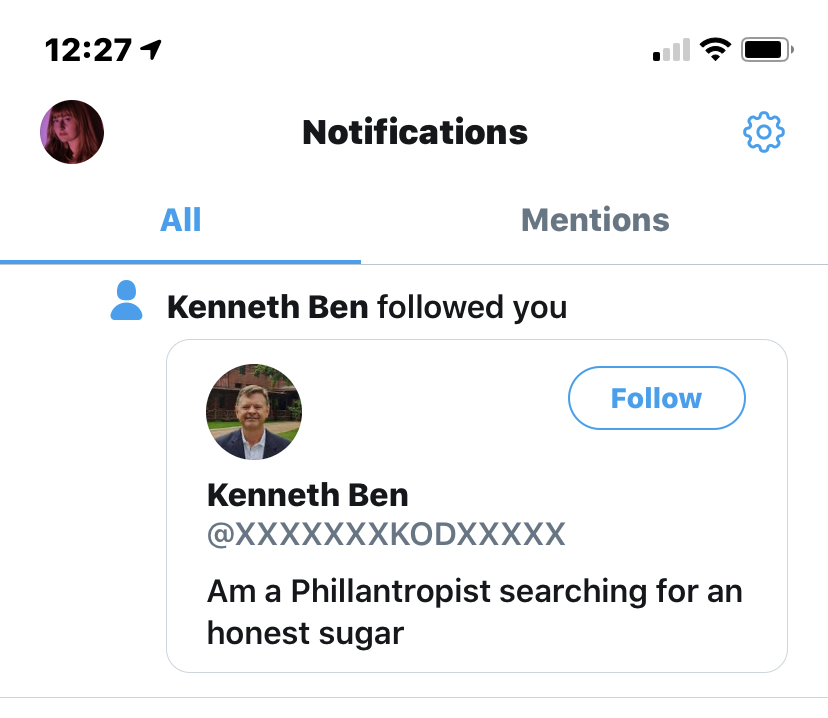 12:27
Notifications
All
Mentions
Kenneth Ben followed you
Follow
Kenneth Ben
@XXXXXXXKODXXXXX
Am a Phillantropist searching for an
honest sugar